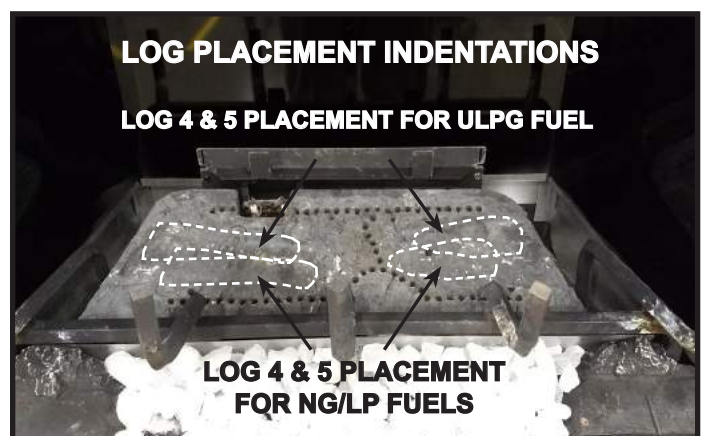 LOG PLACEMENT INDENTATIONS
LOG 4 & 5 PLACEMENT FOR ULPG FUEL
LOG 4 & 5 PLACEMENT
FOR NG/LP FUELS